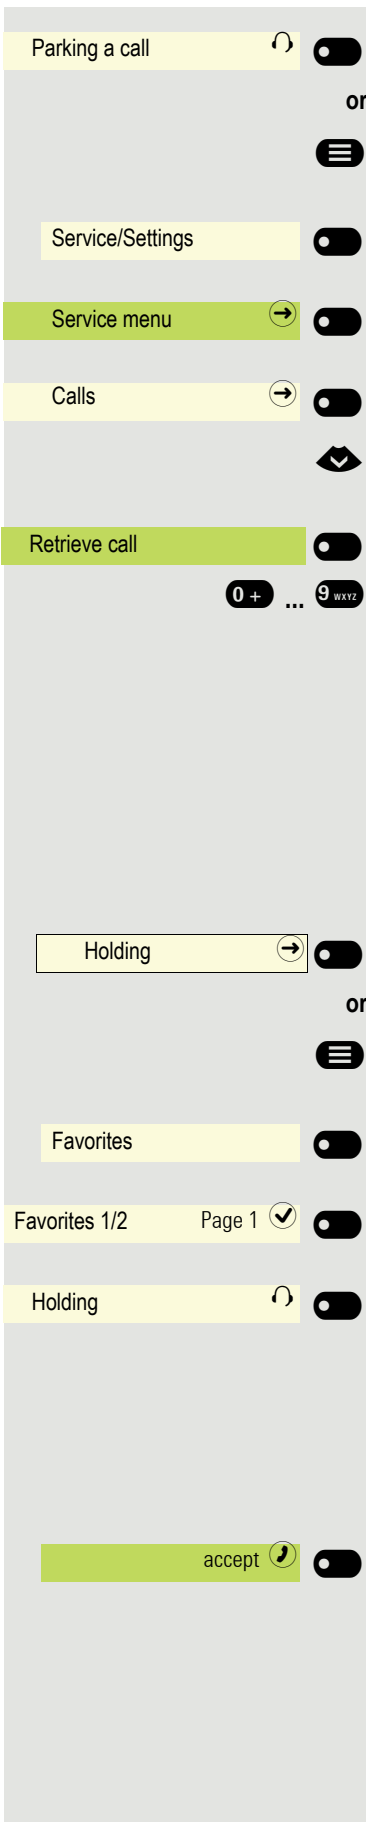 Parking a call
or
Service/Settings
Service menu
Calls
Retrieve call
0 + ... 9 WXYZ
Holding
or
Favorites
Favorites 1/2 Page 1
Holding
accept